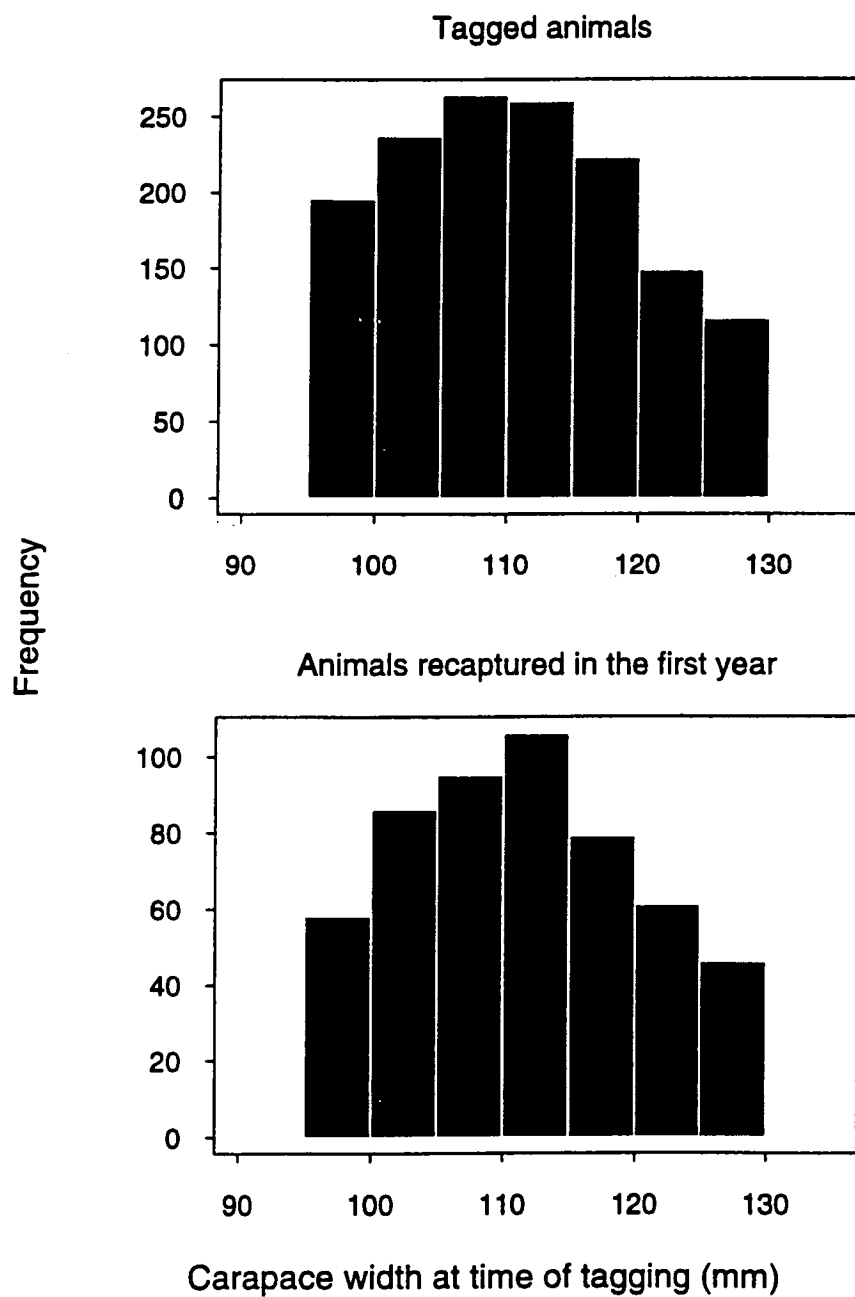 Tagged animals
250
200
150
100
50
0
90 100 110 120 130
Frequency
Animals recaptured in the first year
100
80
60
40
20
0
90 100 110 120 130
Carapace width at time of tagging (mm)